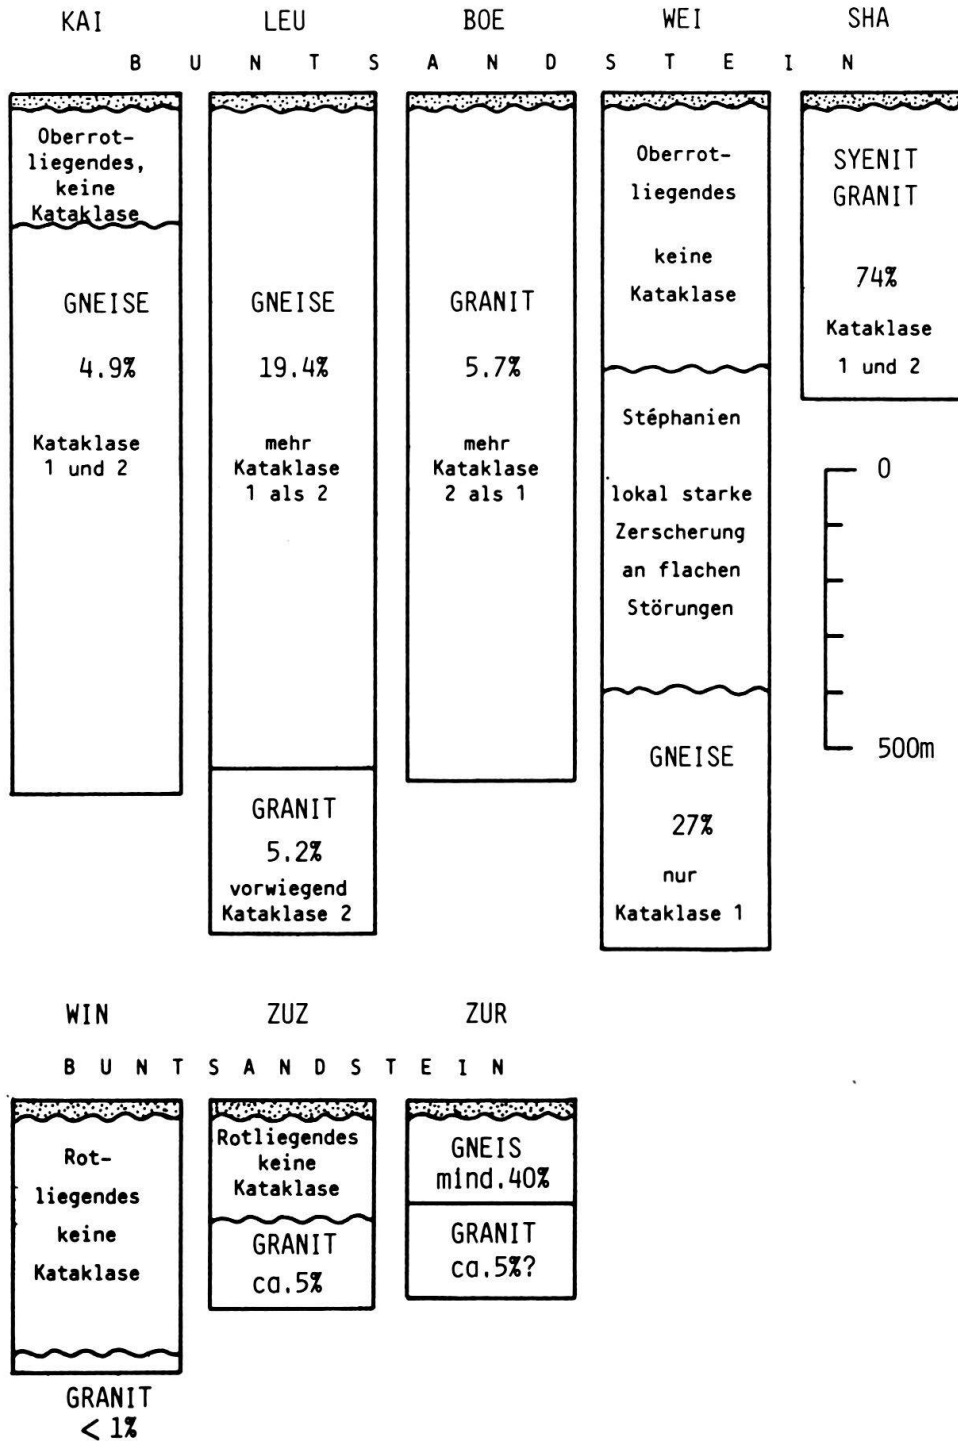 KAI LEU BOE WEI SHA
B U N T S A N D S T E I N
Oberrot-
liegendes,
keine
Kataklase
GNEISE
4.9%
Kataklase
1 und 2
GNEISE
19.4%
mehr
Kataklase
1 als 2
GRANIT
5.2%
vorwiegend
Kataklase 2
GRANIT
5.7%
mehr
Kataklase
2 als 1
Oberrot-
liegendes
keine
Kataklase
Stéphanien
lokal starke
Zerscherung
an flachen
Störungen
GNEISE
27%
nur
Kataklase 1
SYENIT
GRANIT
74%
Kataklase
1 und 2
0
500m
WIN ZUZ ZUR
B U N T S A N D S T E I N
Rot-
liegendes
keine
Kataklase
GRANIT
< 1%
Rotliegendes
keine
Kataklase
GRANIT
ca.5%
GNEIS
mind.40%
GRANIT
ca.5%?